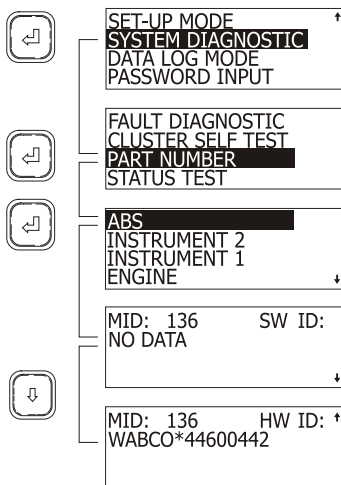 SET-UP MODE
SYSTEM DIAGNOSTIC
DATA LOG MODE
PASSWORD INPUT
FAULT DIAGNOSTIC
CLUSTER SELF TEST
PART NUMBER
STATUS TEST
ABS
INSTRUMENT 2
INSTRUMENT 1
ENGINE
MID: 136 SW ID:
NO DATA
MID: 136 HW ID:
WABCO*44600442